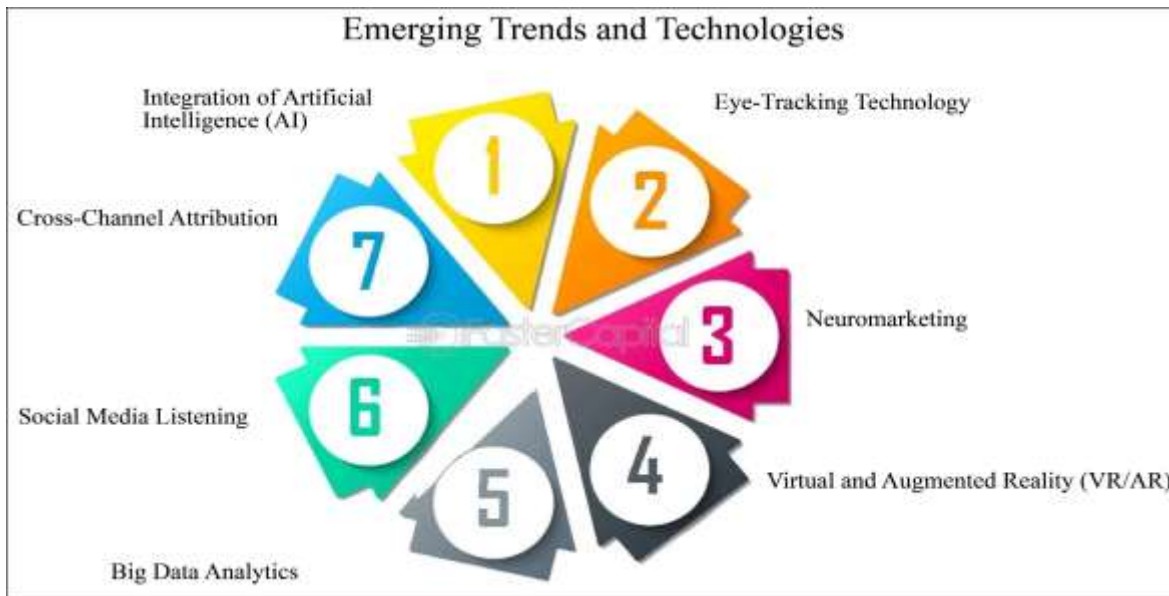 Emerging Trends and Technologies
Integration of Artificial
Intelligence (AI)
1
Eye-Tracking Technology
2
Neuromarketing
3
Virtual and Augmented Reality (VR/AR)
4
Big Data Analytics
5
Social Media Listening
6
Cross-Channel Attribution
7
FasterCapital